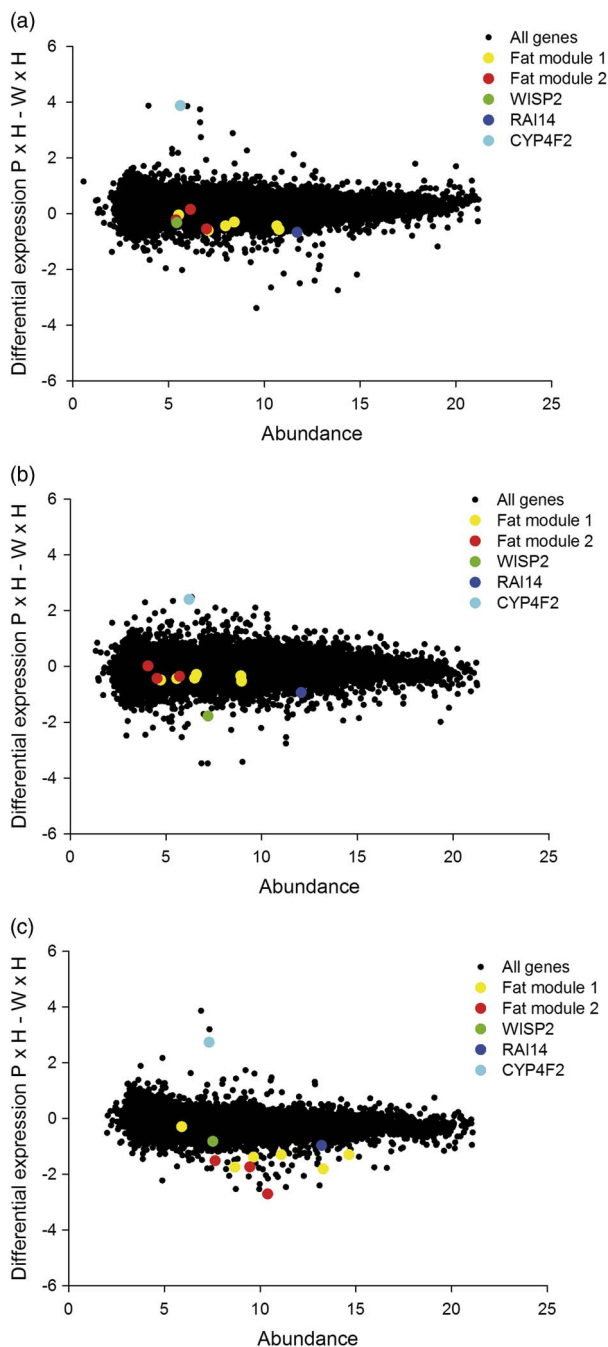 (a)
Differential expression P x H - W x H
6
4
2
0
-2
-4
-6
0 5 10 15 20 25
Abundance
All genes
Fat module 1
Fat module 2
WISP2
RAI14
CYP4F2
(b)
Differential expression P x H - W x H
6
4
2
0
-2
-4
-6
0 5 10 15 20 25
Abundance
All genes
Fat module 1
Fat module 2
WISP2
RAI14
CYP4F2
(c)
Differential expression P x H - W x H
6
4
2
0
-2
-4
-6
0 5 10 15 20 25
Abundance
All genes
Fat module 1
Fat module 2
WISP2
RAI14
CYP4F2